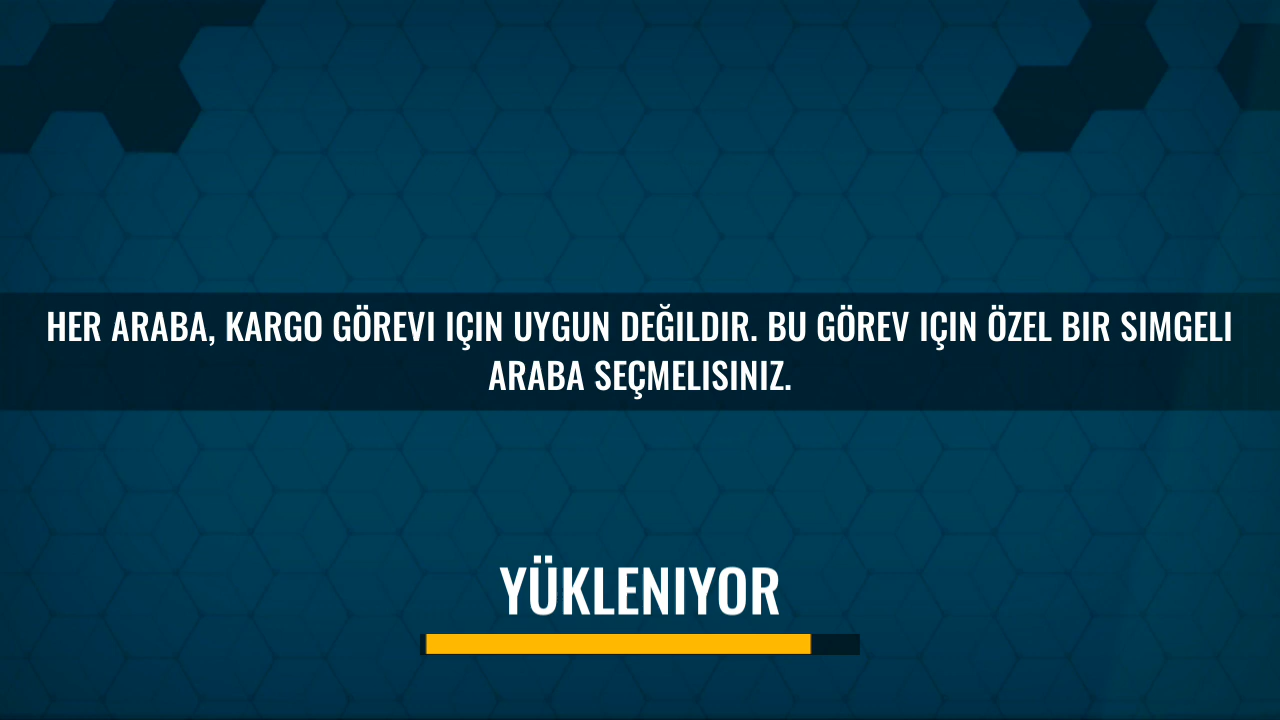 HER ARABA, KARGO GÖREVI IÇIN UYGUN DEĞILDIR. BU GÖREV IÇIN ÖZEL BIR SIMGELI
ARABA SEÇMELISINIZ.
YÜKLENIYOR